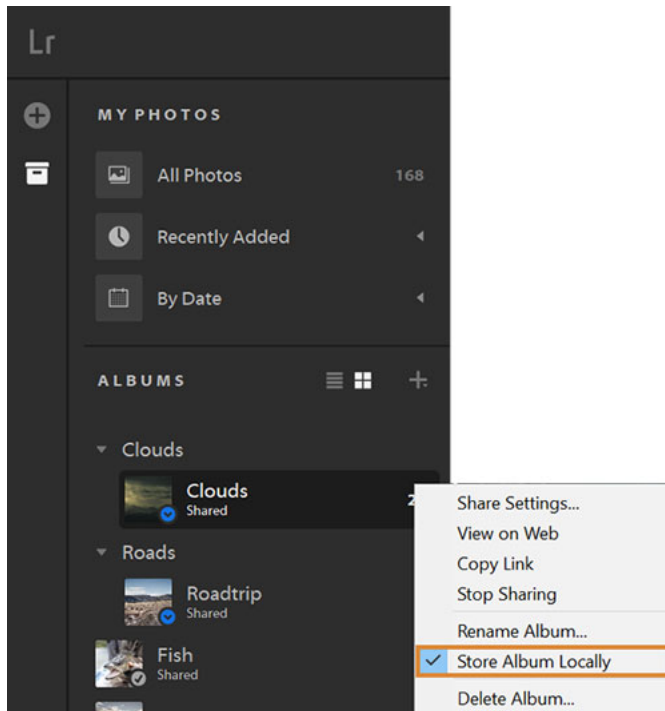 Lr
MY PHOTOS
All Photos 168
Recently Added
By Date
ALBUMS
Clouds
Clouds
Shared
Roads
Roadtrip
Shared
Fish
Shared
Share Settings...
View on Web
Copy Link
Stop Sharing
Rename Album...
Store Album Locally
Delete Album...